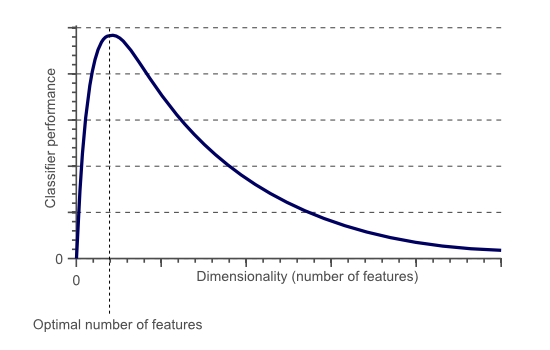 Classifier performance
0
0
Dimensionality (number of features)
Optimal number of features